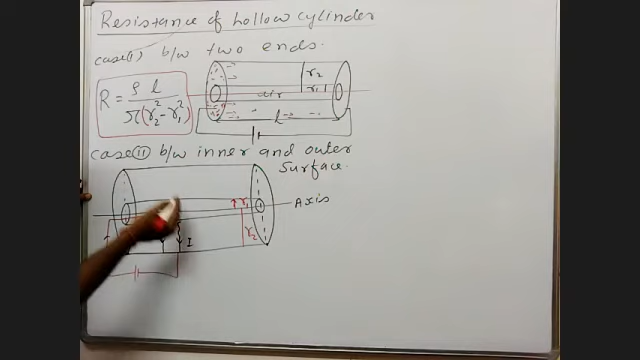 Resistance of hollow cylinder
case(i) b/w two ends.
R = ρ l / π(r₂² - r₁²)
r₂
r₁
air
l
case (ii) b/w inner and outer
surface.
r₁
Axis
r₂
I